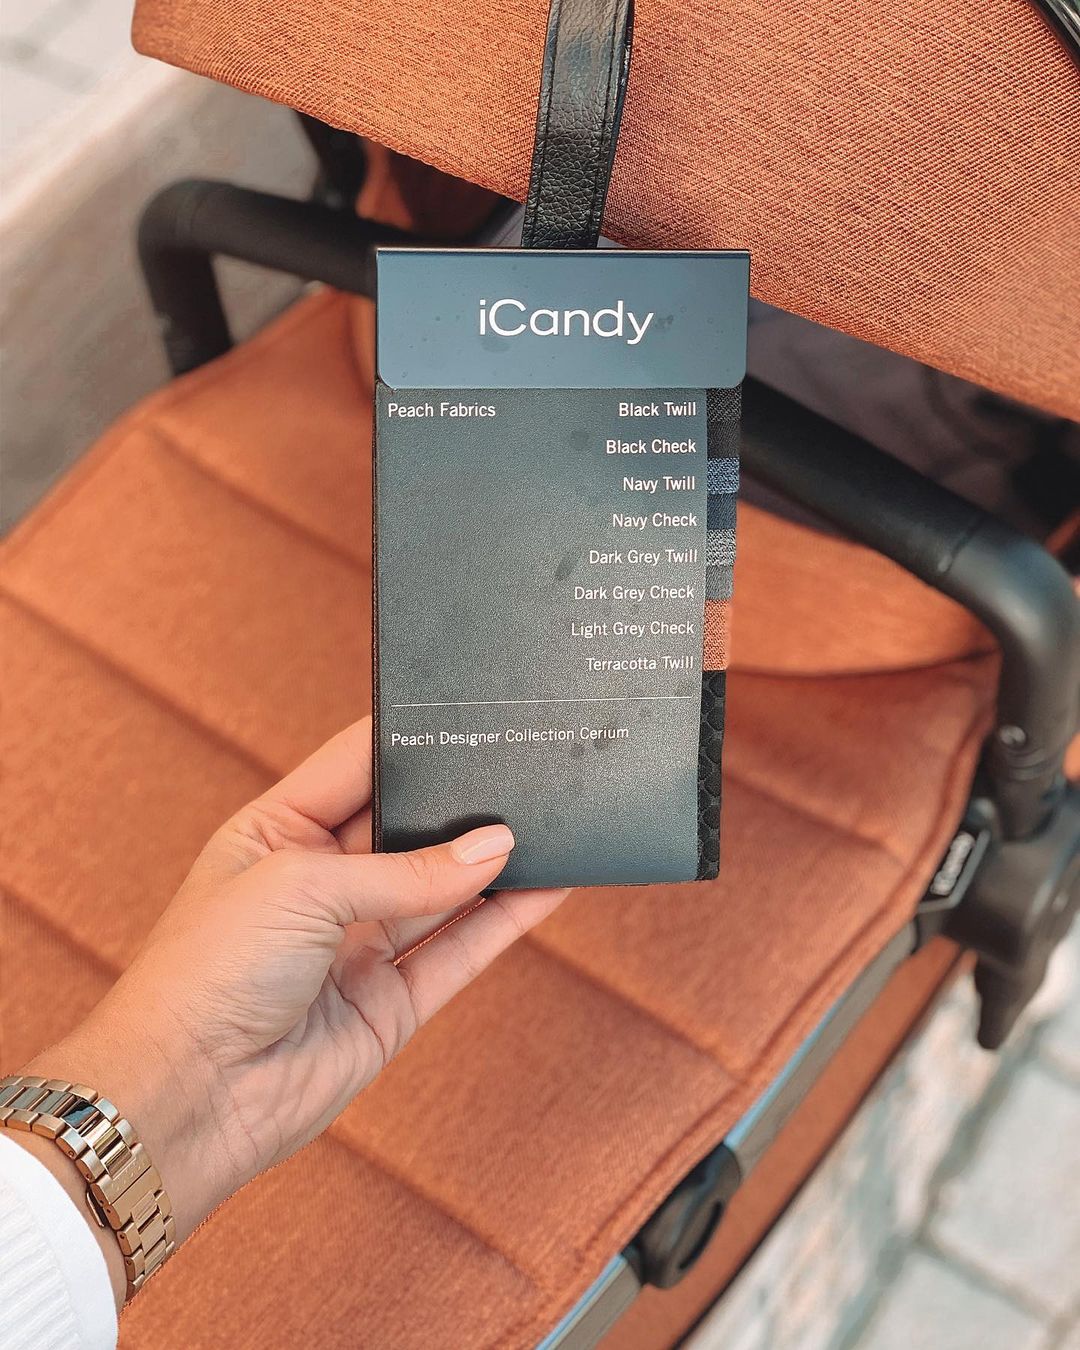 iCandy
Peach Fabrics
Black Twill
Black Check
Navy Twill
Navy Check
Dark Grey Twill
Dark Grey Check
Light Grey Check
Terracotta Twill
Peach Designer Collection Cerium
iCandy